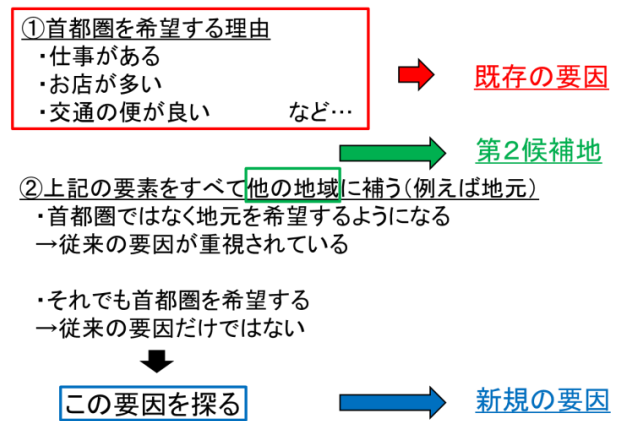 ①首都圏を希望する理由
・仕事がある
・お店が多い
・交通の便が良い　　　など…
既存の要因
第2候補地
②上記の要素をすべて他の地域に補う(例えば地元)
・首都圏ではなく地元を希望するようになる
→従来の要因が重視されている
・それでも首都圏を希望する
→従来の要因だけではない
この要因を探る
新規の要因